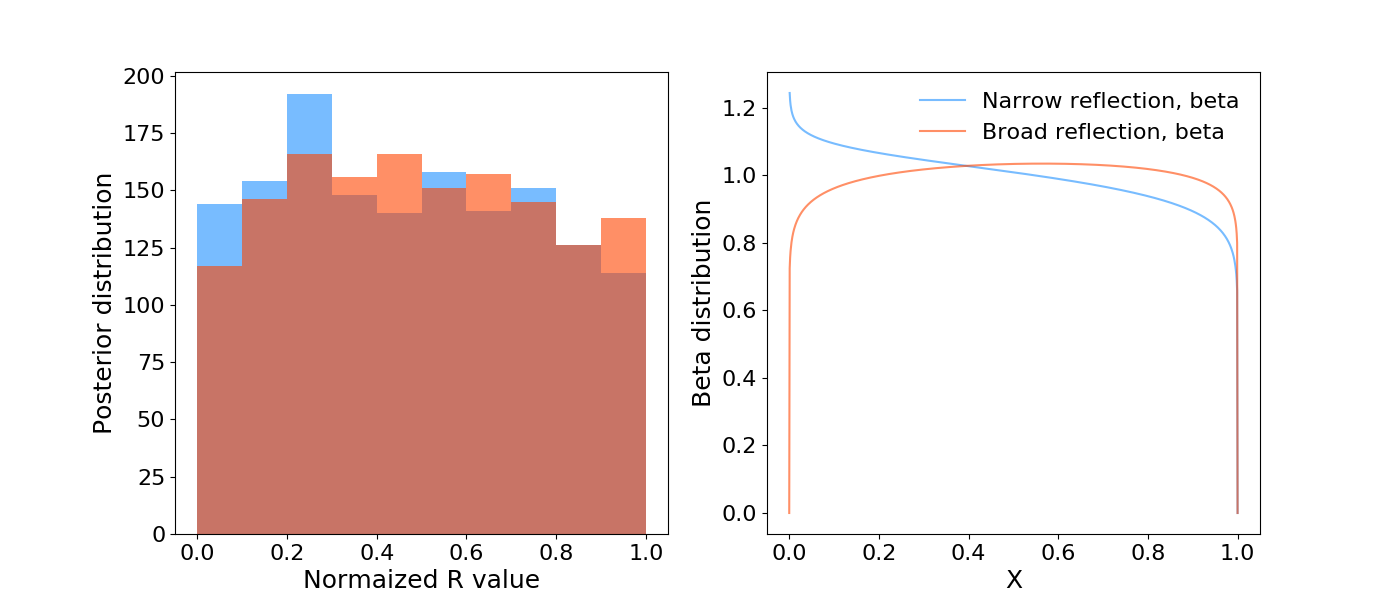 200
175
150
125
100
75
50
25
0
Posterior distribution
0.0 0.2 0.4 0.6 0.8 1.0
Normaized R value
Narrow reflection, beta
Broad reflection, beta
1.2
1.0
0.8
0.6
0.4
0.2
0.0
Beta distribution
0.0 0.2 0.4 0.6 0.8 1.0
X